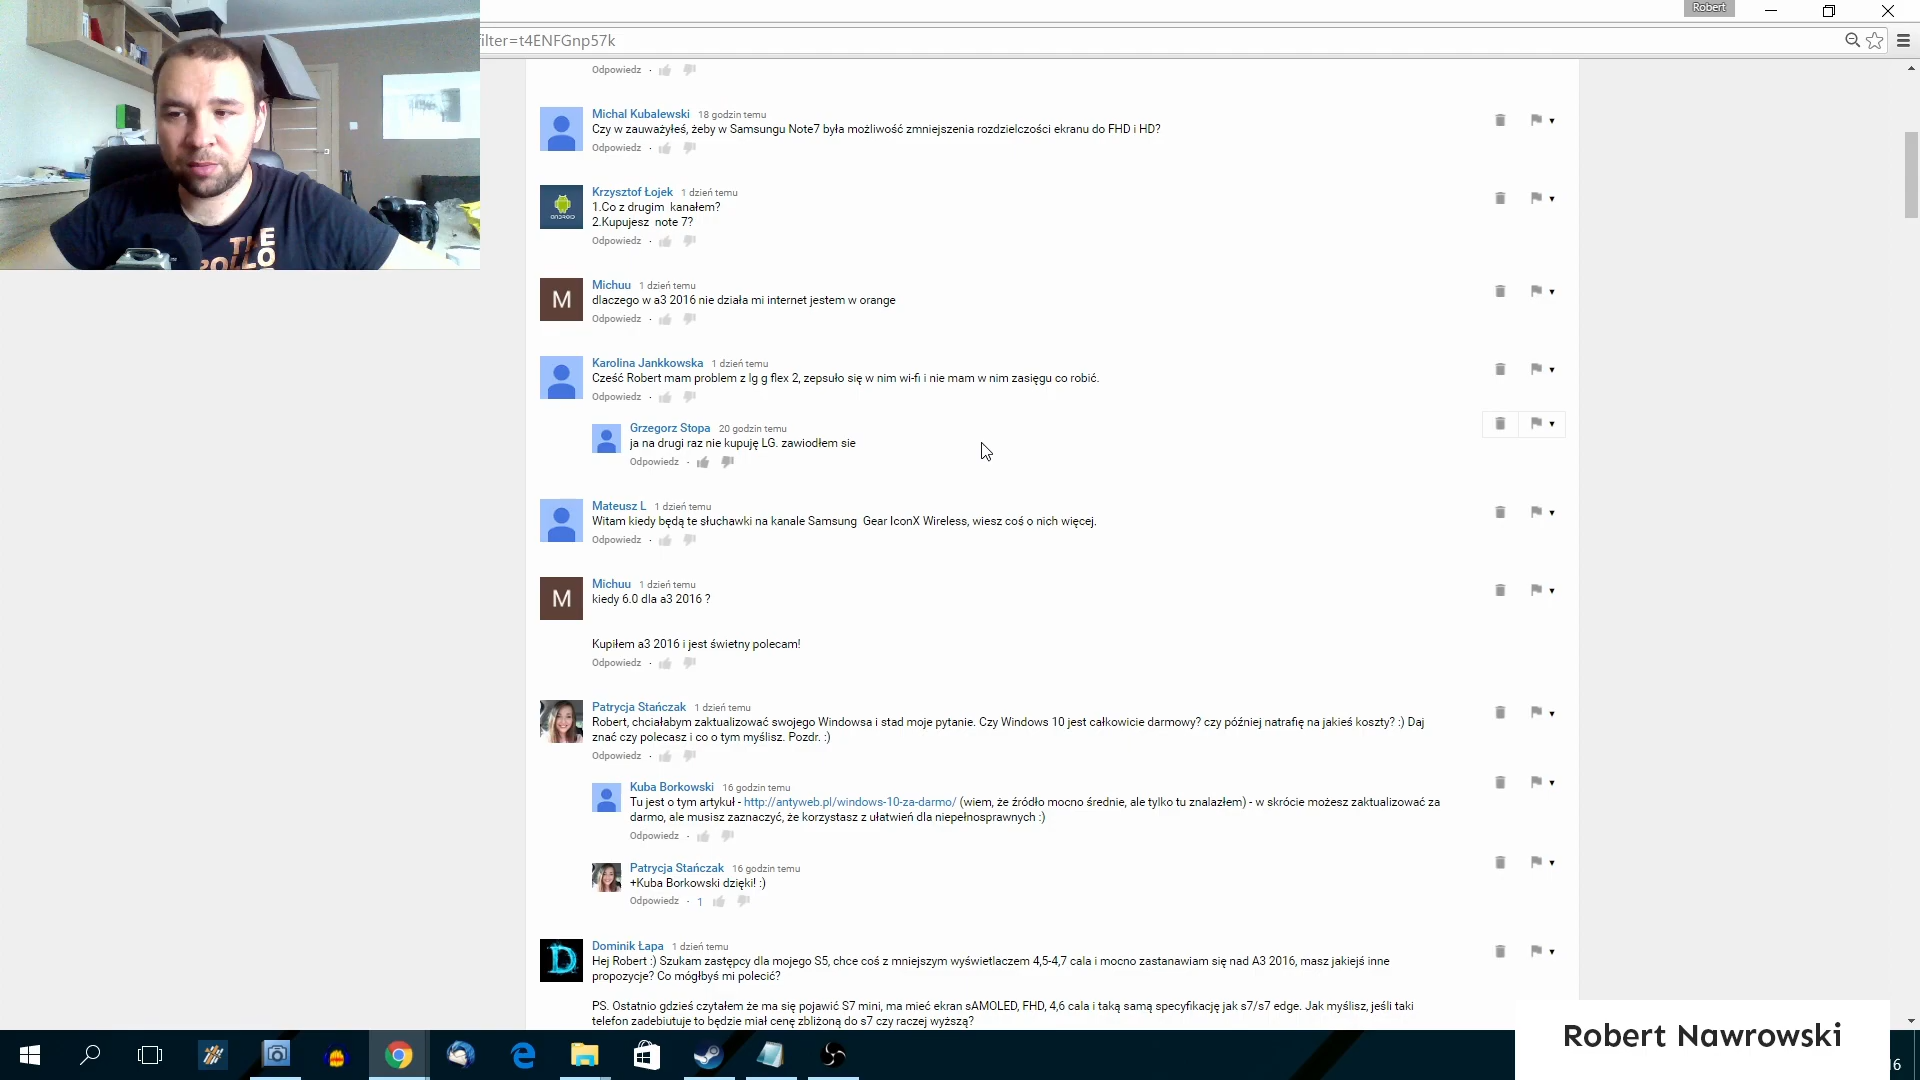 Robert
filter=t4ENFGnp57k
Odpowiedz ·
Michal Kubalewski 18 godzin temu
Czy w zauważyłeś, żeby w Samsungu Note7 była możliwość zmniejszenia rozdzielczości ekranu do FHD i HD?
Odpowiedz ·
Krzysztof Łojek 1 dzień temu
1.Co z drugim kanałem?
2.Kupujesz note 7?
Odpowiedz ·
ANDROID
Michuu 1 dzień temu
dlaczego w a3 2016 nie działa mi internet jestem w orange
Odpowiedz ·
M
Karolina Jankkowska 1 dzień temu
Cześć Robert mam problem z lg g flex 2, zepsuło się w nim wi-fi i nie mam w nim zasięgu co robić.
Odpowiedz ·
Grzegorz Stopa 20 godzin temu
ja na drugi raz nie kupuję LG. zawiodłem sie
Odpowiedz ·
Mateusz L 1 dzień temu
Witam kiedy będą te słuchawki na kanale Samsung Gear IconX Wireless, wiesz coś o nich więcej.
Odpowiedz ·
Michuu 1 dzień temu
kiedy 6.0 dla a3 2016 ?
M
Kupiłem a3 2016 i jest świetny polecam!
Odpowiedz ·
Patrycja Stańczak 1 dzień temu
Robert, chciałabym zaktualizować swojego Windowsa i stad moje pytanie. Czy Windows 10 jest całkowicie darmowy? czy później natrafię na jakieś koszty? :) Daj
znać czy polecasz i co o tym myślisz. Pozdr. :)
Odpowiedz ·
Kuba Borkowski 16 godzin temu
Tu jest o tym artykuł - http://antyweb.pl/windows-10-za-darmo/ (wiem, że źródło mocno średnie, ale tylko tu znalazłem) - w skrócie możesz zaktualizować za
darmo, ale musisz zaznaczyć, że korzystasz z ułatwień dla niepełnosprawnych :)
Odpowiedz ·
Patrycja Stańczak 16 godzin temu
+Kuba Borkowski dzięki! :)
Odpowiedz · 1
Dominik Łapa 1 dzień temu
D
Hej Robert :) Szukam zastępcy dla mojego S5, chce coś z mniejszym wyświetlaczem 4,5-4,7 cala i mocno zastanawiam się nad A3 2016, masz jakiejś inne
propozycje? Co mógłbyś mi polecić?
PS. Ostatnio gdzieś czytałem że ma się pojawić S7 mini, ma mieć ekran sAMOLED, FHD, 4,6 cala i taką samą specyfikację jak s7/s7 edge. Jak myślisz, jeśli taki
telefon zadebiutuje to będzie miał cenę zbliżoną do s7 czy raczej wyższą?
Robert Nawrowski
16